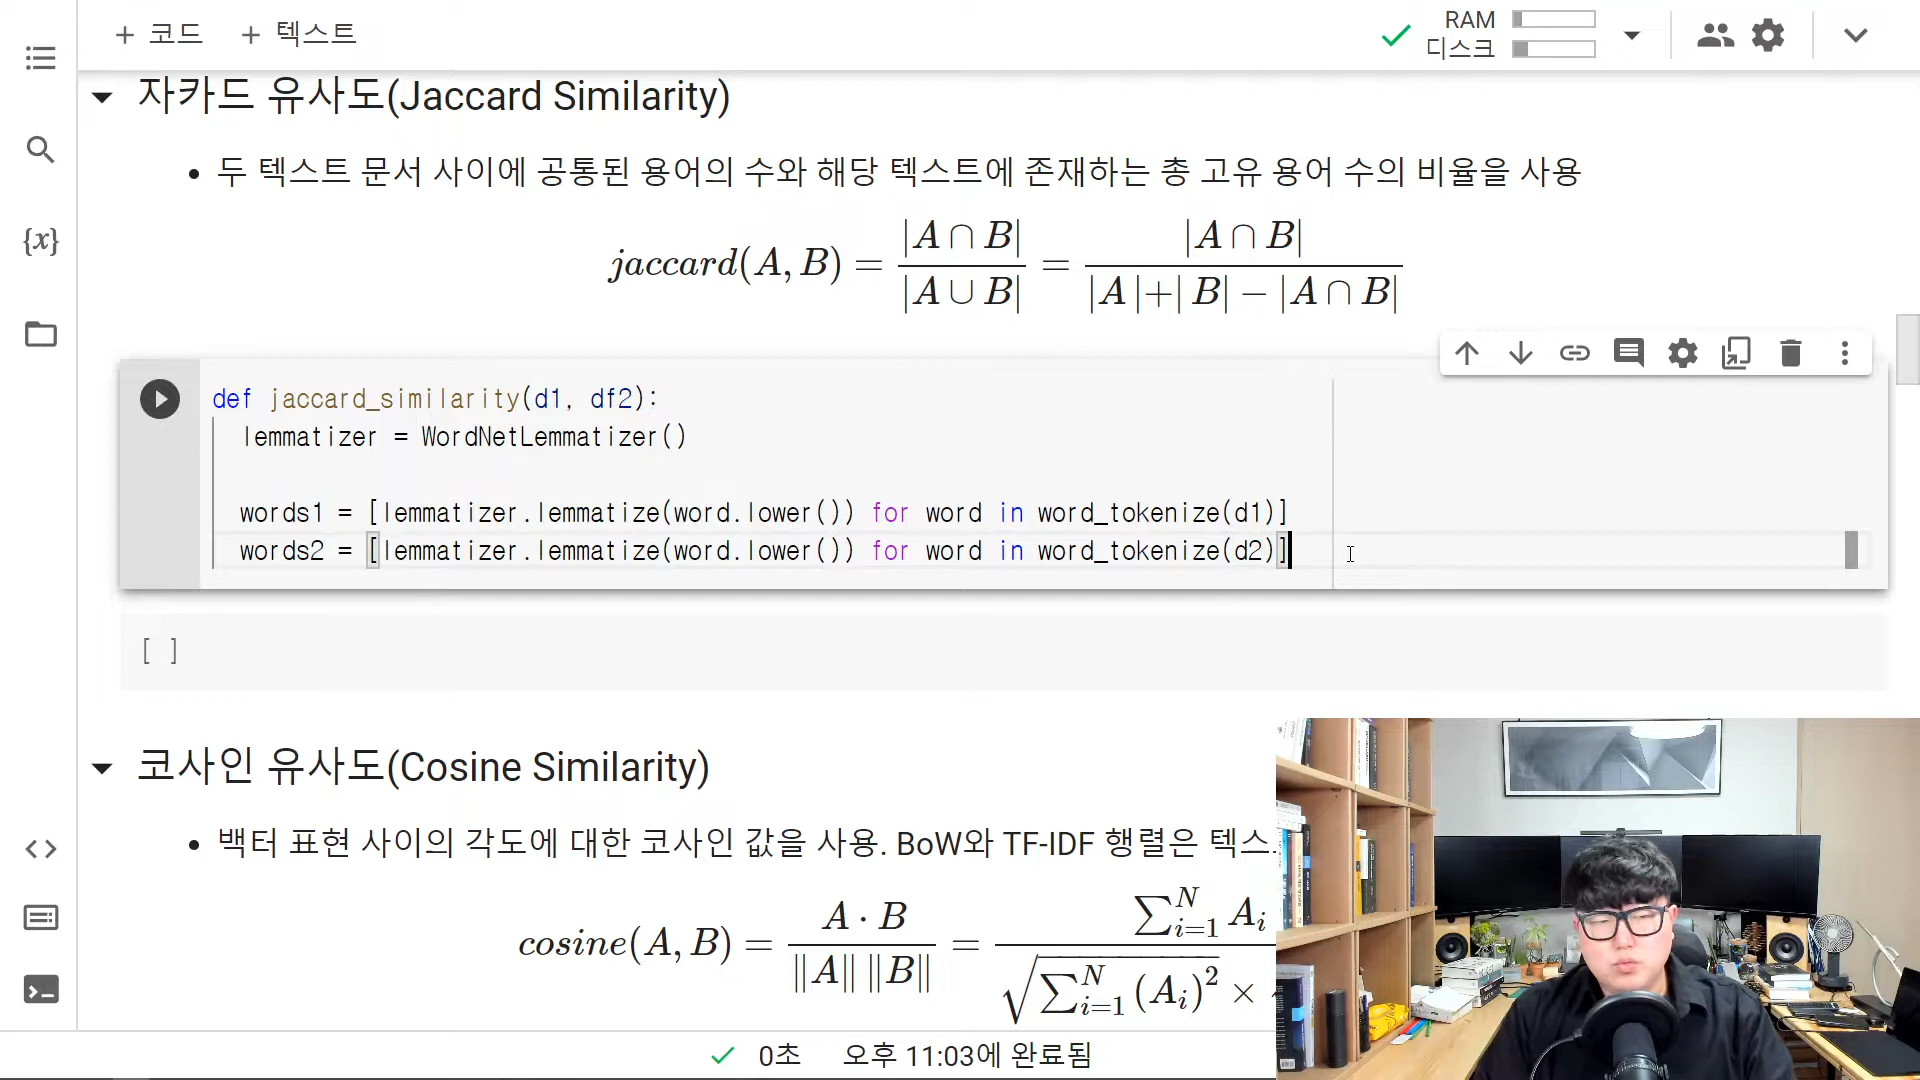 + 코드 + 텍스트
RAM
디스크
자카드 유사도(Jaccard Similarity)
• 두 텍스트 문서 사이에 공통된 용어의 수와 해당 텍스트에 존재하는 총 고유 용어 수의 비율을 사용
jaccard(A, B) = |A ∩ B| / |A ∪ B| = |A ∩ B| / |A|+|B| − |A ∩ B|
def jaccard_similarity(d1, df2):
lemmatizer = WordNetLemmatizer()
words1 = [lemmatizer.lemmatize(word.lower()) for word in word_tokenize(d1)]
words2 = [lemmatizer.lemmatize(word.lower()) for word in word_tokenize(d2)]
[ ]
코사인 유사도(Cosine Similarity)
• 백터 표현 사이의 각도에 대한 코사인 값을 사용. BoW와 TF-IDF 행렬은 텍스
cosine(A, B) = A · B / ‖A‖ ‖B‖ = ∑_{i=1}^{N} A_i / √∑_{i=1}^{N} (A_i)^2 ×
0초 오후 11:03에 완료됨